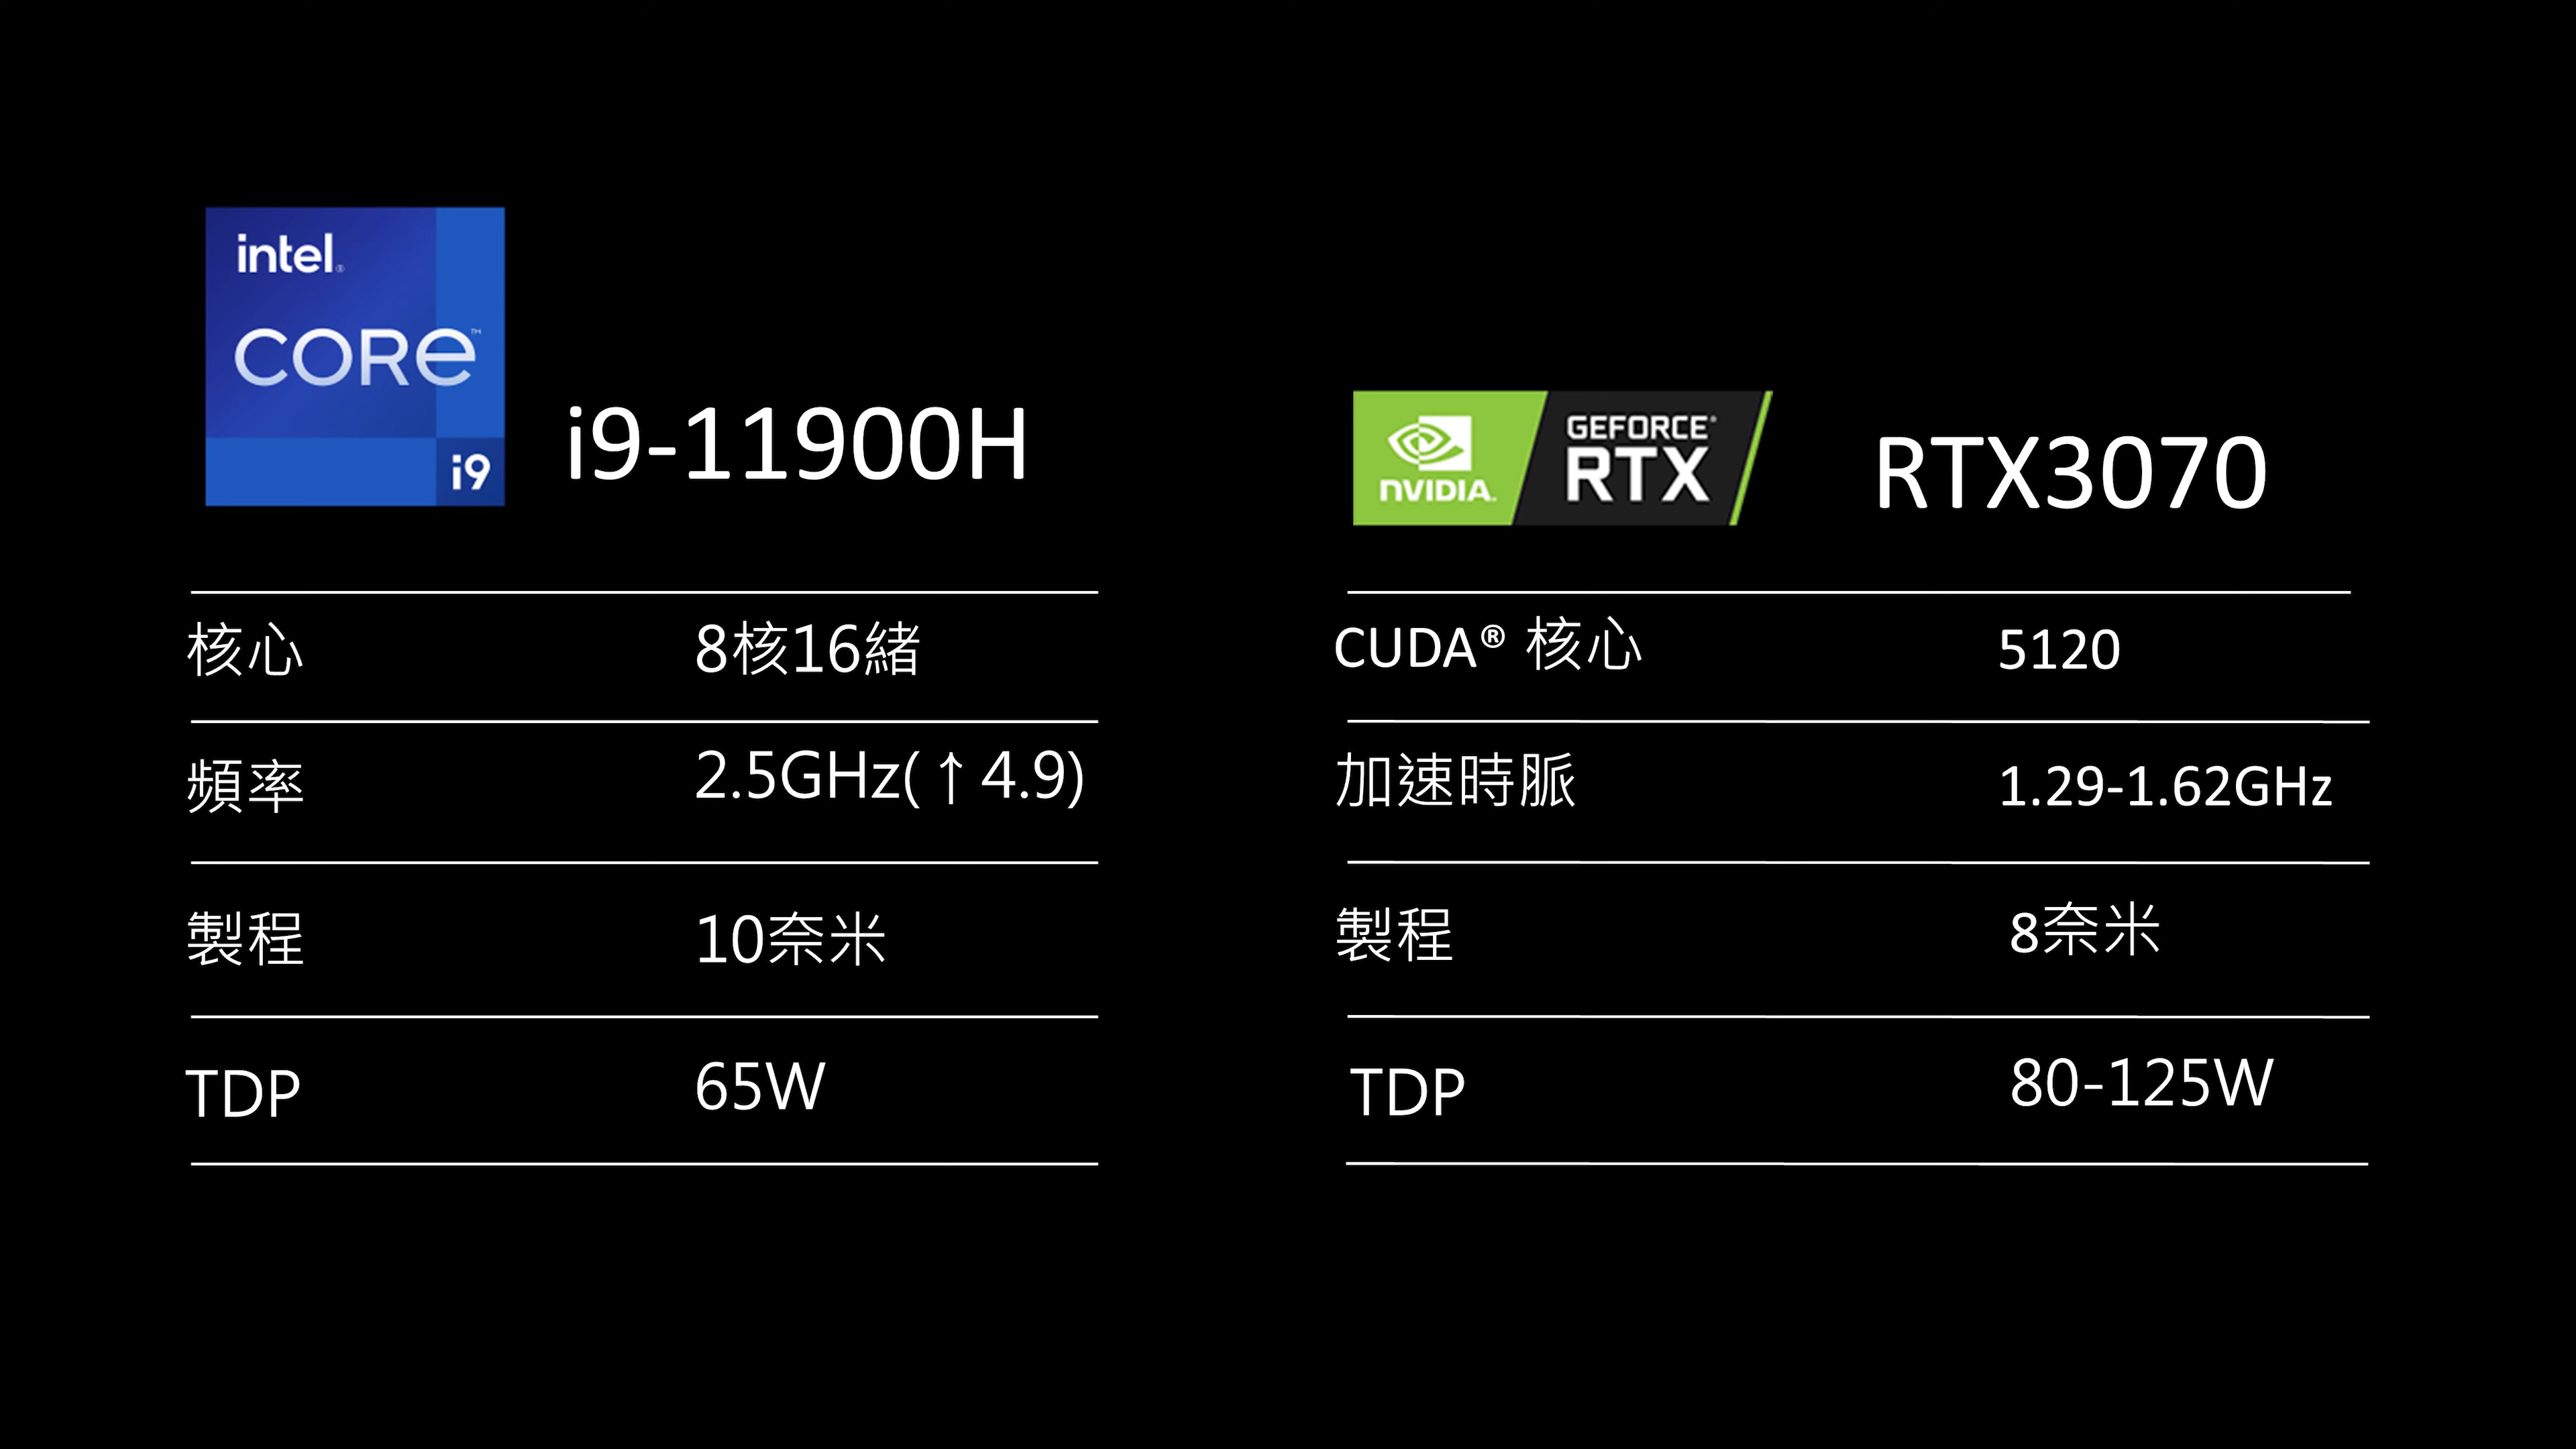 intel®
CORE™
i9
i9-11900H
核心 8核16緒
頻率 2.5GHz(↑4.9)
製程 10奈米
TDP 65W
NVIDIA.
GEFORCE®
RTX
RTX3070
CUDA® 核心 5120
加速時脈 1.29-1.62GHz
製程 8奈米
TDP 80-125W